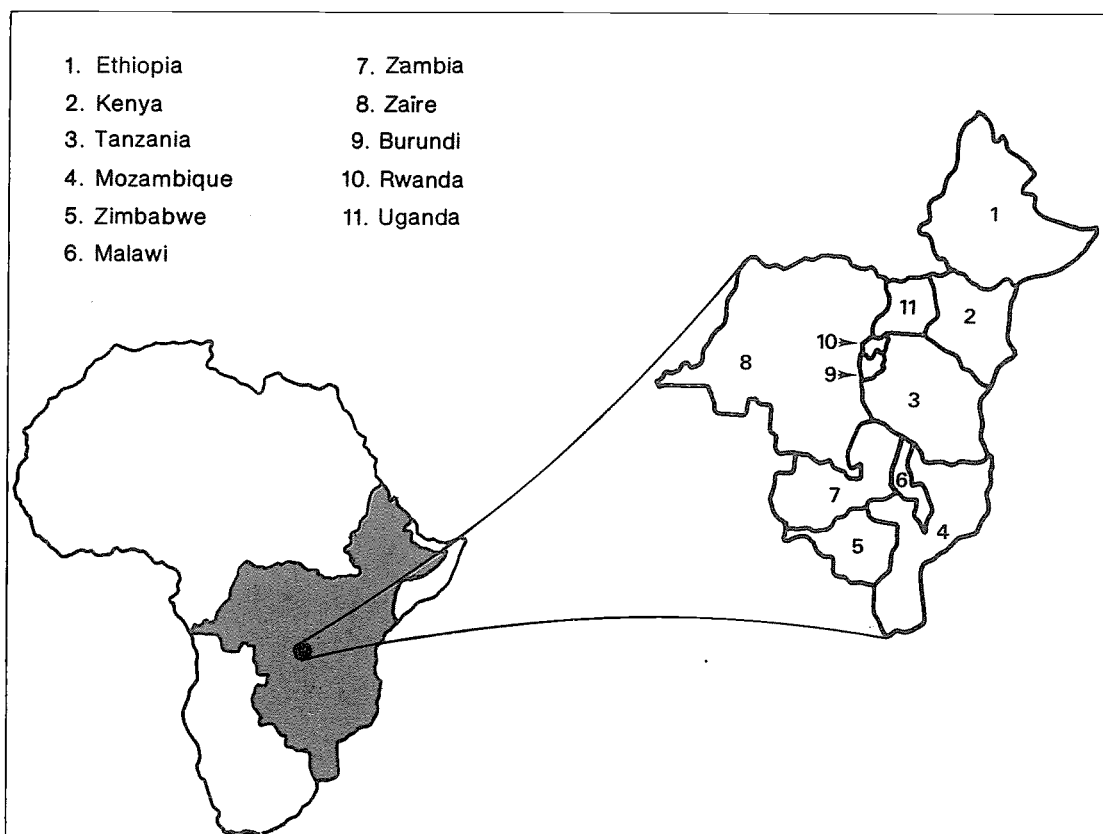 1. Ethiopia
2. Kenya
3. Tanzania
4. Mozambique
5. Zimbabwe
6. Malawi
7. Zambia
8. Zaïre
9. Burundi
10. Rwanda
11. Uganda
1
11
2
10
8
9
3
6
7
4
5